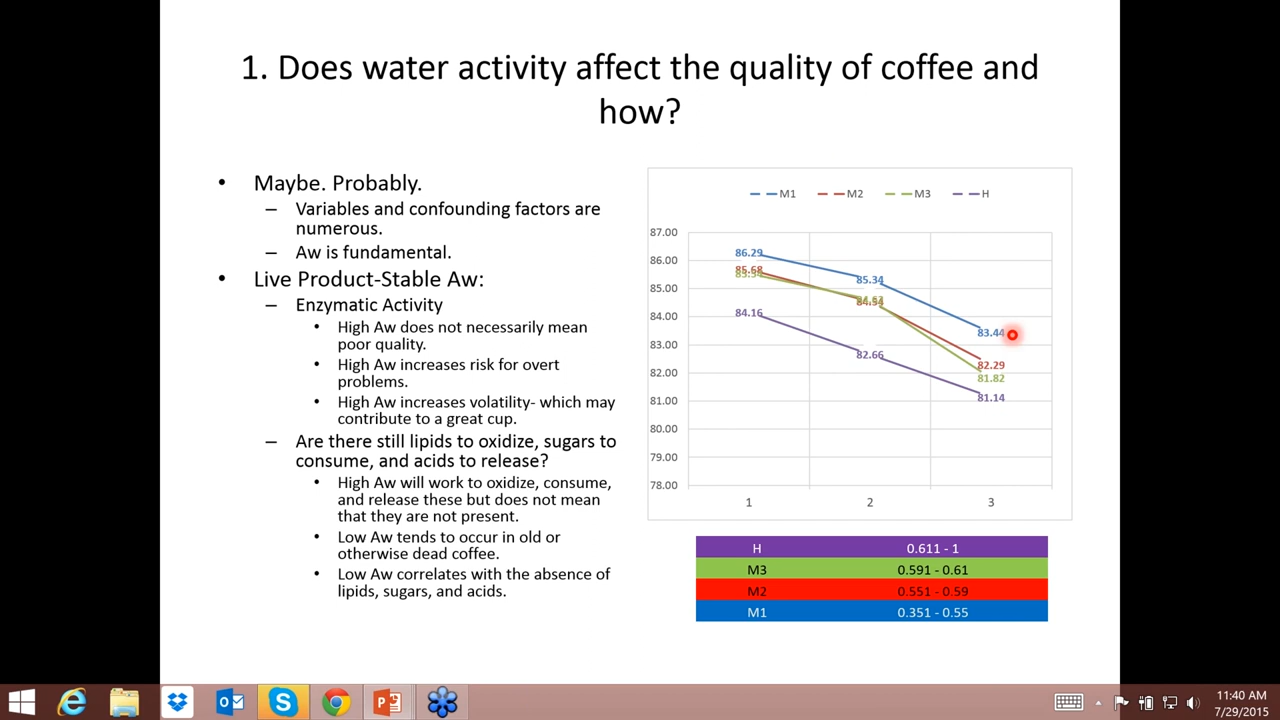 1. Does water activity affect the quality of coffee and
how?
• Maybe. Probably.
– Variables and confounding factors are
numerous.
– Aw is fundamental.
• Live Product-Stable Aw:
– Enzymatic Activity
• High Aw does not necessarily mean
poor quality.
• High Aw increases risk for overt
problems.
• High Aw increases volatility- which may
contribute to a great cup.
– Are there still lipids to oxidize, sugars to
consume, and acids to release?
• High Aw will work to oxidize, consume,
and release these but does not mean
that they are not present.
• Low Aw tends to occur in old or
otherwise dead coffee.
• Low Aw correlates with the absence of
lipids, sugars, and acids.
M1 M2 M3 H
87.00
86.00
85.00
84.00
83.00
82.00
81.00
80.00
79.00
78.00
86.29
85.68
85.34
84.54
84.16
82.66
83.44
82.29
81.82
81.14
1 2 3
H 0.611 - 1
M3 0.591 - 0.61
M2 0.551 - 0.59
M1 0.351 - 0.55
11:40 AM
7/29/2015